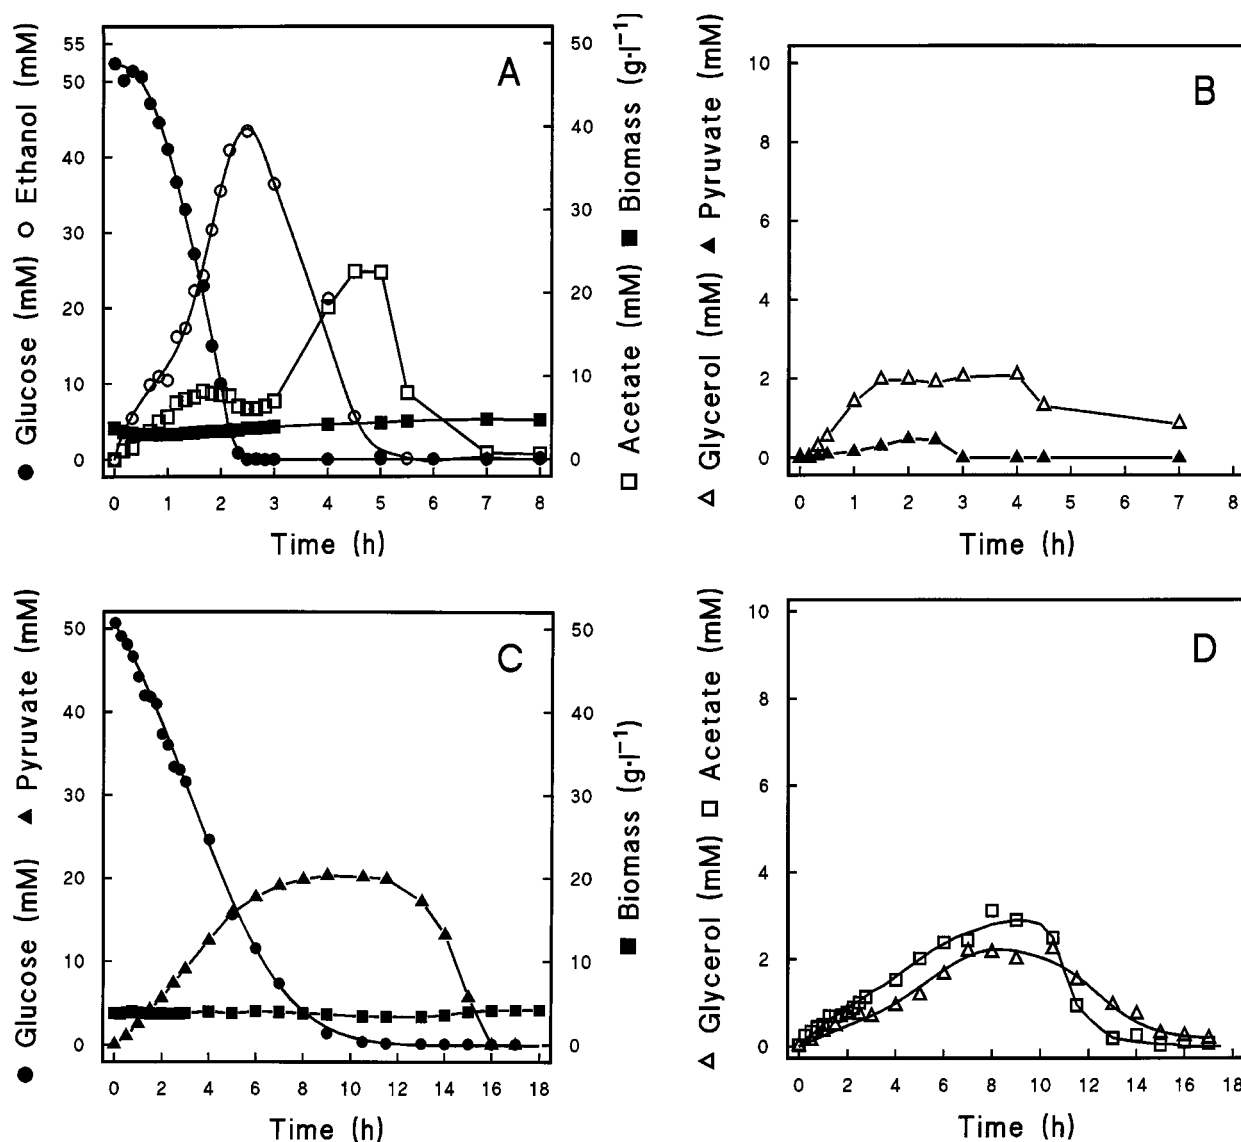 A
● Glucose (mM) ○ Ethanol (mM)
55
50
40
30
20
10
0
50
40
30
20
10
0
□ Acetate (mM) ■ Biomass (g·l⁻¹)
0 1 2 3 4 5 6 7 8
Time (h)
B
△ Glycerol (mM) ▲ Pyruvate (mM)
10
8
6
4
2
0
0 1 2 3 4 5 6 7 8
Time (h)
C
● Glucose (mM) ▲ Pyruvate (mM)
50
40
30
20
10
0
50
40
30
20
10
0
■ Biomass (g·l⁻¹)
0 2 4 6 8 10 12 14 16 18
Time (h)
D
△ Glycerol (mM) □ Acetate (mM)
10
8
6
4
2
0
0 2 4 6 8 10 12 14 16 18
Time (h)